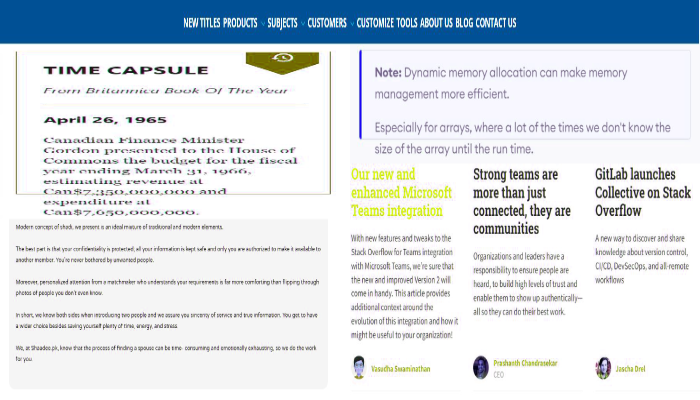 NEW TITLES PRODUCTS SUBJECTS CUSTOMERS CUSTOMIZE TOOLS ABOUT US BLOG CONTACT US
TIME CAPSULE
From Britannica Book Of The Year
April 26, 1965
Canadian Finance Minister
Gordon presented to the House of
Commons the budget for the fiscal
year ending March 31, 1966,
estimating revenue at
Can$7,350,000,000 and
expenditure at
Can$7,650,000,000.
Modern concept of shadi, we present is an ideal mixture of traditional and modern elements.
The best part is that your confidentiality is protected; all your information is kept safe and only you are authorized to make it available to
another member. You're never bothered by unwanted people.
Moreover, personalized attention from a matchmaker who understands your requirements is far more comforting than flipping through
photos of people you don't even know.
In short, we know both sides when introducing two people and we assure you sincerity of service and true information. You get to have
a wider choice besides saving yourself plenty of time, energy, and stress.
We, at Shaadee.pk, know that the process of finding a spouse can be time- consuming and emotionally exhausting, so we do the work
for you.
Note: Dynamic memory allocation can make memory
management more efficient.
Especially for arrays, where a lot of the times we don't know the
size of the array until the run time.
Our new and
enhanced Microsoft
Teams integration
With new features and tweaks to the
Stack Overflow for Teams integration
with Microsoft Teams, we're sure that
the new and improved Version 2 will
come in handy. This article provides
additional context around the
evolution of this integration and how it
might be useful to your organization!
Vasudha Swaminathan
Strong teams are
more than just
connected, they are
communities
Organizations and leaders have a
responsibility to ensure people are
heard, to build high levels of trust and
enable them to show up authentically—
all so they can do their best work.
Prashanth Chandrasekar
CEO
GitLab launches
Collective on Stack
Overflow
A new way to discover and share
knowledge about version control,
CI/CD, DevSecOps, and all-remote
workflows
Jascha Drel